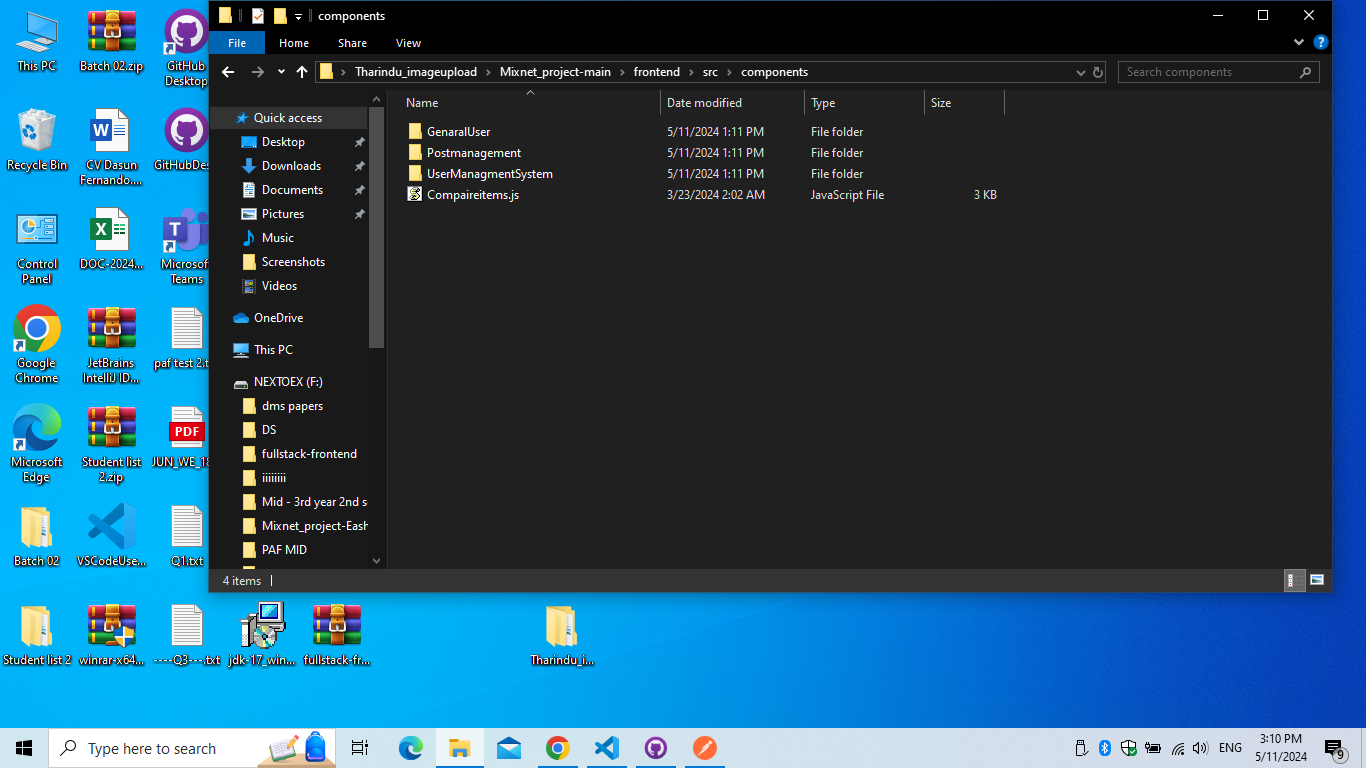 components
File
Home
Share
View
Tharindu_imageupload
Mixnet_project-main
frontend
src
components
Search components
Name
Date modified
Type
Size
GenaralUser
5/11/2024 1:11 PM
File folder
Postmanagement
5/11/2024 1:11 PM
File folder
UserManagmentSystem
5/11/2024 1:11 PM
File folder
Compaireitems.js
3/23/2024 2:02 AM
JavaScript File
3 KB
Quick access
Desktop
Downloads
Documents
Pictures
Music
Screenshots
Videos
OneDrive
This PC
NEXTOEX (F:)
dms papers
DS
fullstack-frontend
iiiiiiii
Mid - 3rd year 2nd s
Mixnet_project-Eash
PAF MID
4 items
This PC
Batch 02.zip
GitHub
Desktop
Recycle Bin
CV Dasun
Fernando....
GitHubDes
Control
Panel
DOC-2024...
Microsof
Teams
Google
Chrome
JetBrains
IntelliJ ID...
paf test 2.t
Microsoft
Edge
Student list
2.zip
PDF
JUN_WE_18
Batch 02
VSCodeUse...
Q1.txt
Student list 2
winrar-x64...
----Q3---.txt
jdk-17_win...
fullstack-fr...
Tharindu_i...
Type here to search
ENG
3:10 PM
5/11/2024
9